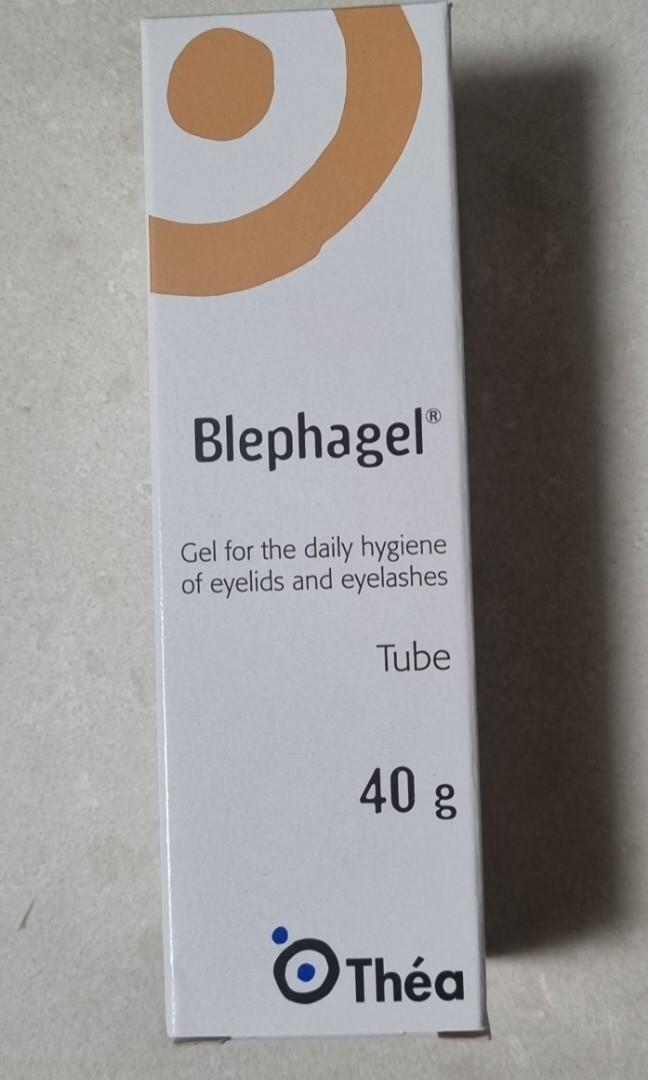 Blephagel®
Gel for the daily hygiene
of eyelids and eyelashes
Tube
40 g
Théa